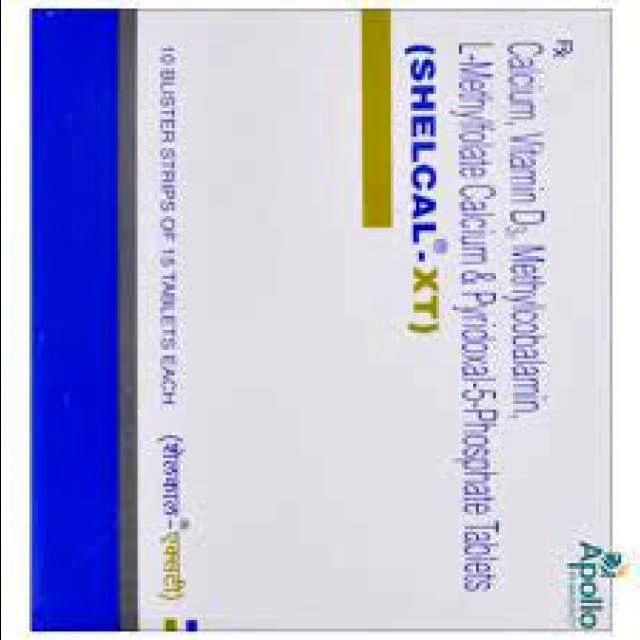 Rx
Calcium, Vitamin D3, Methylcobalamin,
L-Methylfolate Calcium & Pyridoxal-5-Phosphate Tablets
(SHELCAL®-XT)
10 BLISTER STRIPS OF 15 TABLETS EACH
(शेलकाल®-एक्सटी)
Apollo